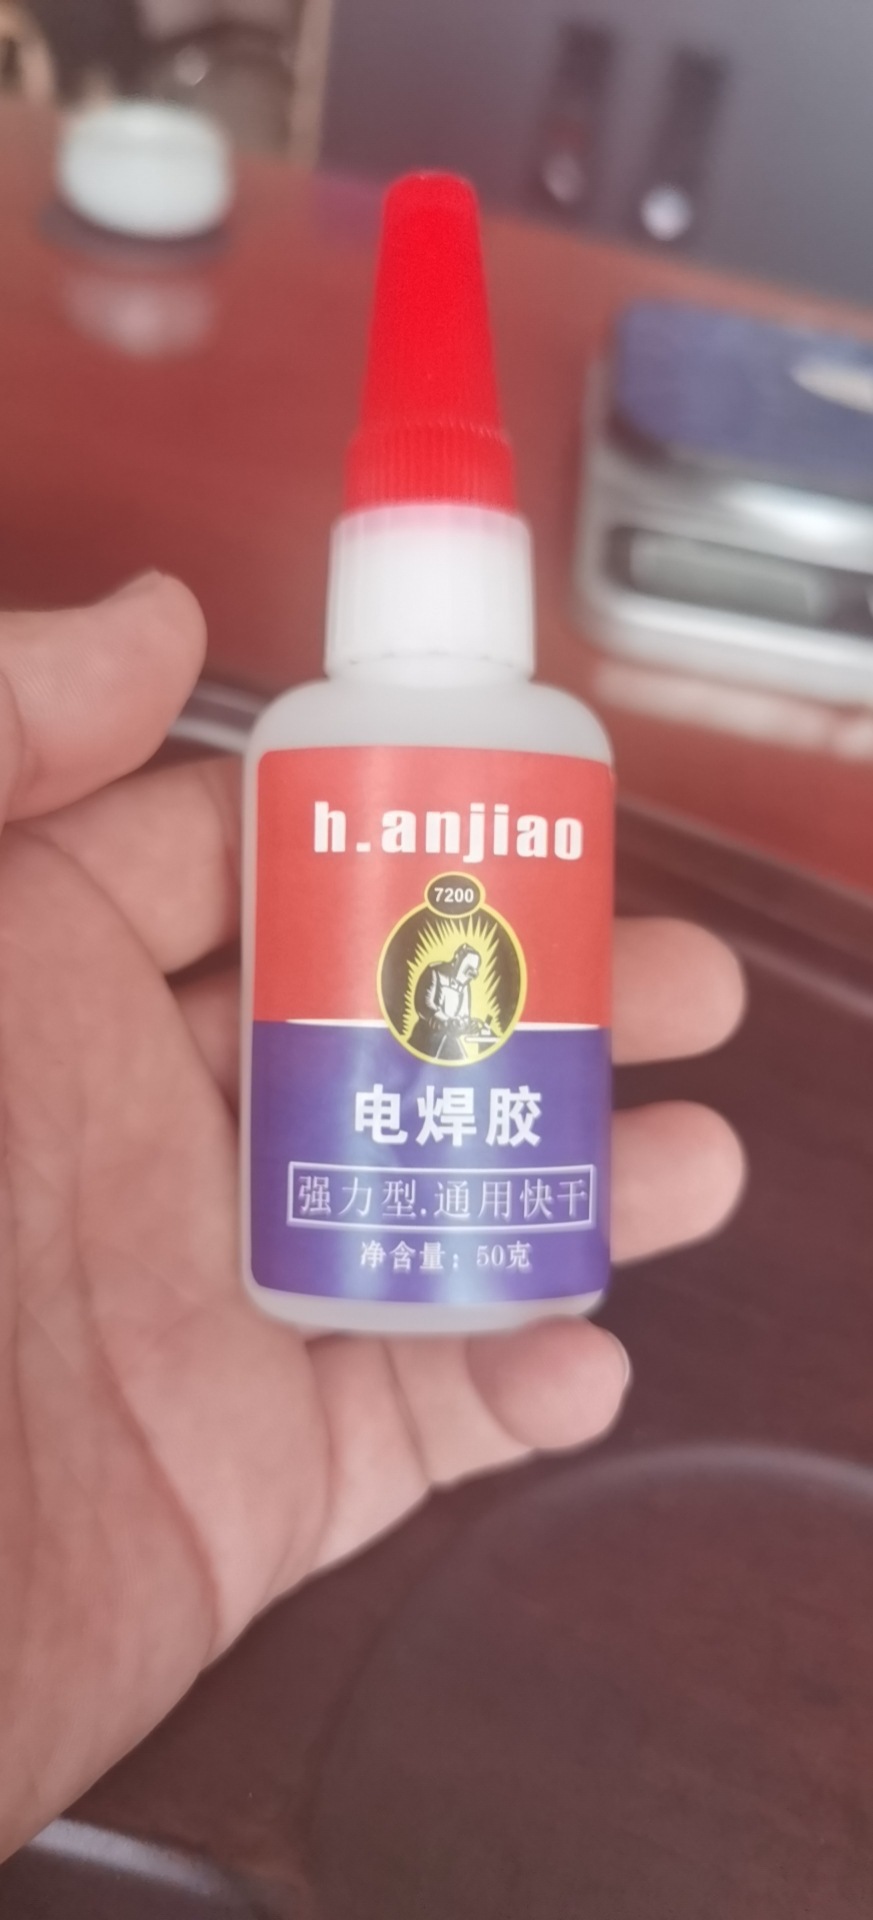 h.anjiao
7200
电焊胶
强力型.通用快干
净含量：50克